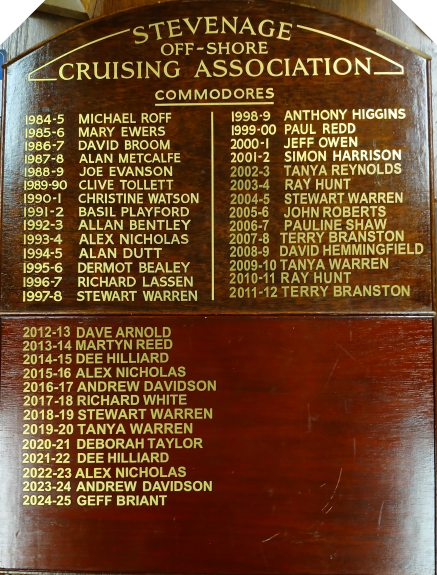 STEVENAGE
OFF-SHORE
CRUISING ASSOCIATION
COMMODORES
1984-5 MICHAEL ROFF
1985-6 MARY EWERS
1986-7 DAVID BROOM
1987-8 ALAN METCALFE
1988-9 JOE EVANSON
1989-90 CLIVE TOLLETT
1990-1 CHRISTINE WATSON
1991-2 BASIL PLAYFORD
1992-3 ALLAN BENTLEY
1993-4 ALEX NICHOLAS
1994-5 ALAN DUTT
1995-6 DERMOT BEALEY
1996-7 RICHARD LASSEN
1997-8 STEWART WARREN
1998-9 ANTHONY HIGGINS
1999-00 PAUL REDD
2000-1 JEFF OWEN
2001-2 SIMON HARRISON
2002-3 TANYA REYNOLDS
2003-4 RAY HUNT
2004-5 STEWART WARREN
2005-6 JOHN ROBERTS
2006-7 PAULINE SHAW
2007-8 TERRY BRANSTON
2008-9 DAVID HEMMINGFIELD
2009-10 TANYA WARREN
2010-11 RAY HUNT
2011-12 TERRY BRANSTON
2012-13 DAVE ARNOLD
2013-14 MARTYN REED
2014-15 DEE HILLIARD
2015-16 ALEX NICHOLAS
2016-17 ANDREW DAVIDSON
2017-18 RICHARD WHITE
2018-19 STEWART WARREN
2019-20 TANYA WARREN
2020-21 DEBORAH TAYLOR
2021-22 DEE HILLIARD
2022-23 ALEX NICHOLAS
2023-24 ANDREW DAVIDSON
2024-25 GEFF BRIANT